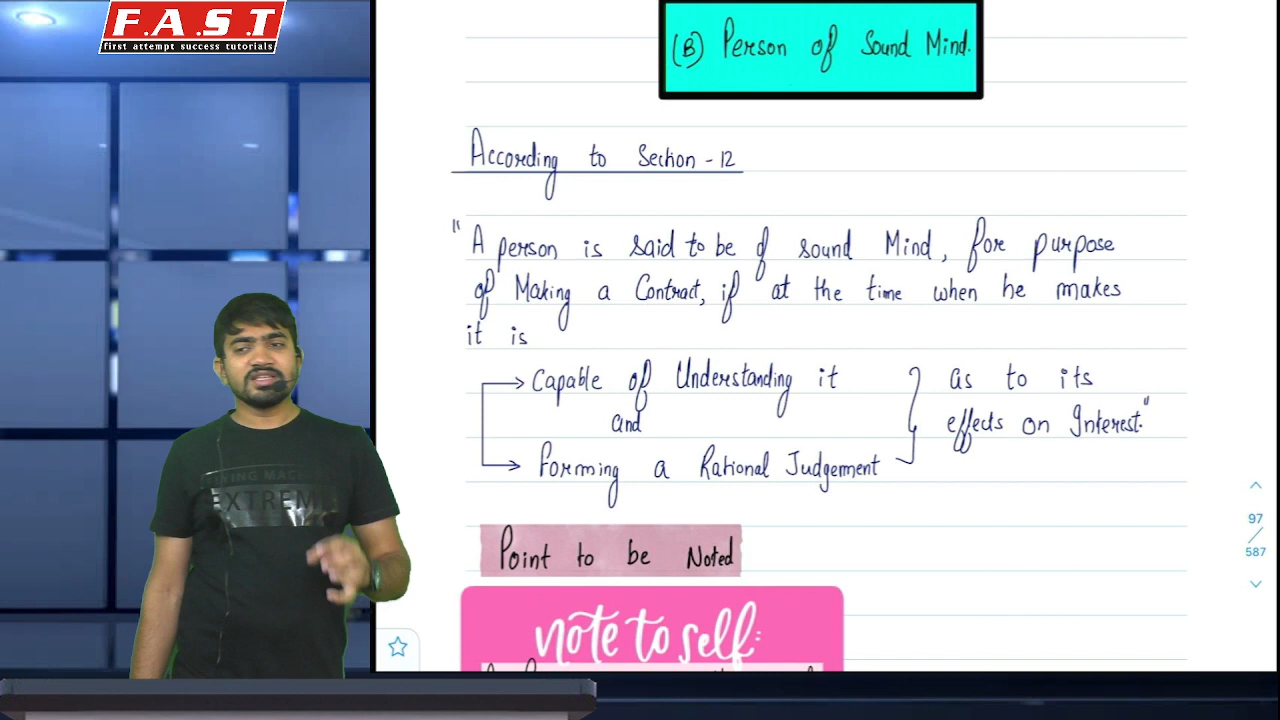 F.A.S.T
first attempt success tutorials
(B) Person of Sound Mind.
According to Section - 12
"A person is said to be of sound Mind, for purpose
of Making a Contract, if at the time when he makes
it is
Capable of Understanding it
and
Forming a Rational Judgement
as to its
effects on Interest."
97
587
Point to be Noted
note to self:
EXTREME